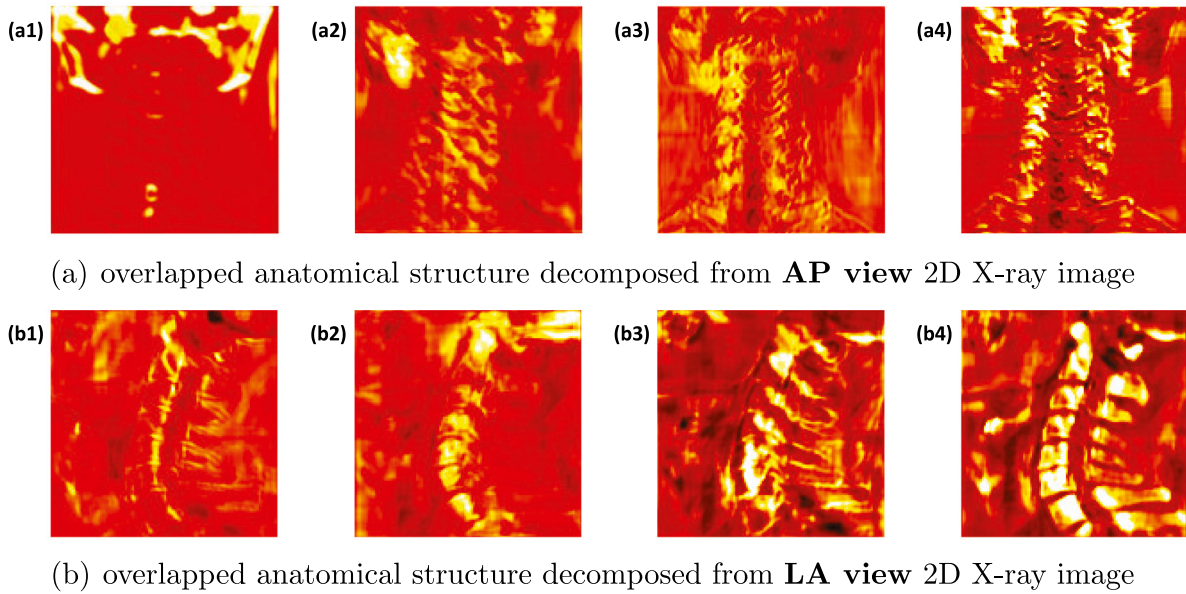 (a1) (a2) (a3) (a4)
(a) overlapped anatomical structure decomposed from AP view 2D X-ray image
(b1) (b2) (b3) (b4)
(b) overlapped anatomical structure decomposed from LA view 2D X-ray image